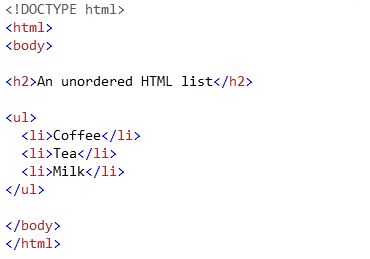 <!DOCTYPE html>
<html>
<body>
<h2>An unordered HTML list</h2>
<ul>
  <li>Coffee</li>
  <li>Tea</li>
  <li>Milk</li>
</ul>
</body>
</html>